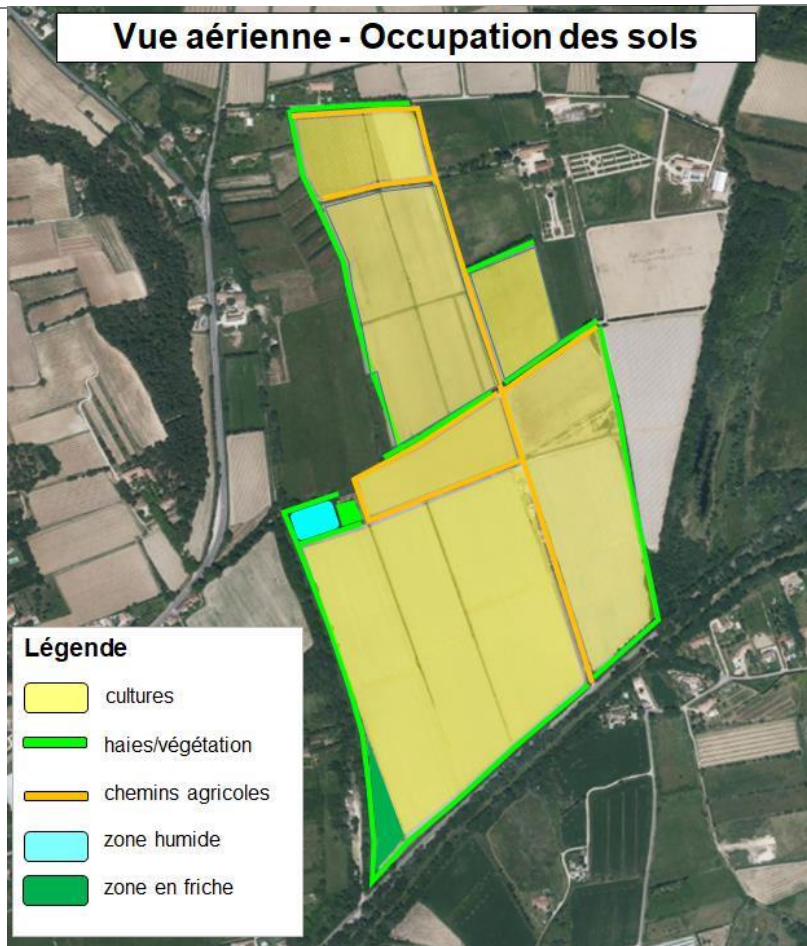 Vue aérienne - Occupation des sols
Légende
cultures
haies/végétation
chemins agricoles
zone humide
zone en friche